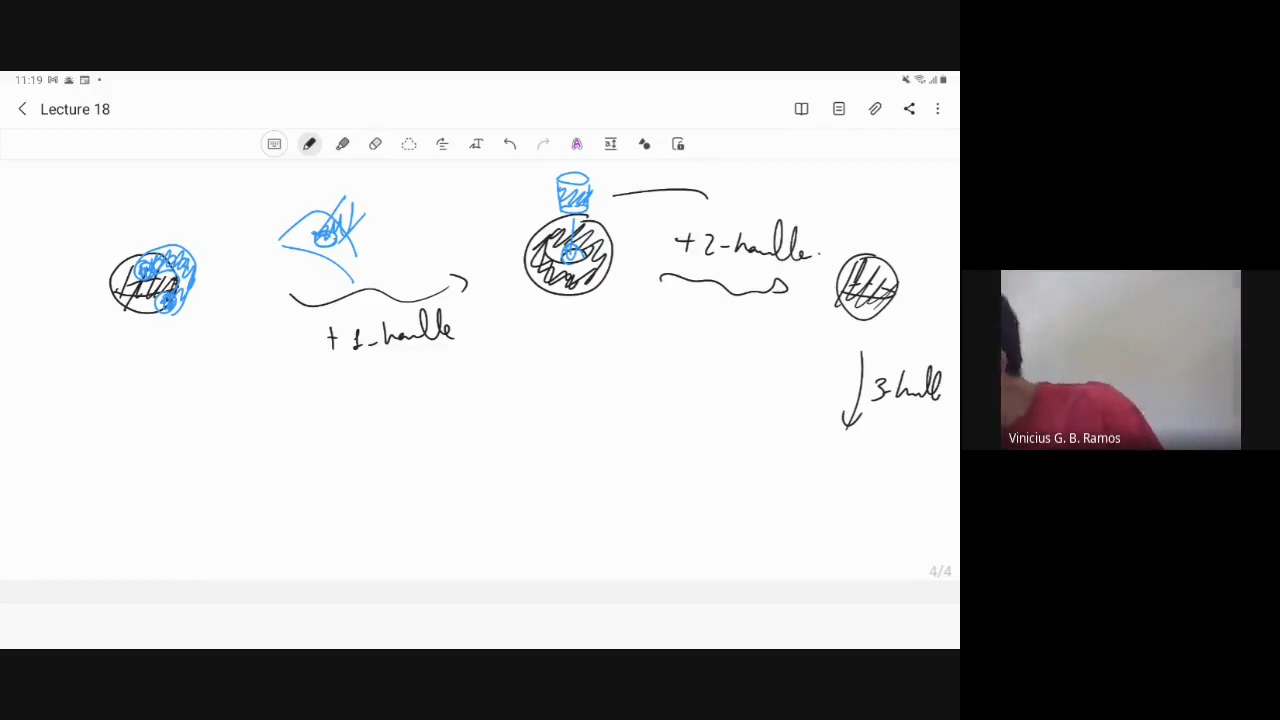 11:19
Lecture 18
+ 1-handle
+ 2-handle.
3-handle
4/4
Vinicius G. B. Ramos